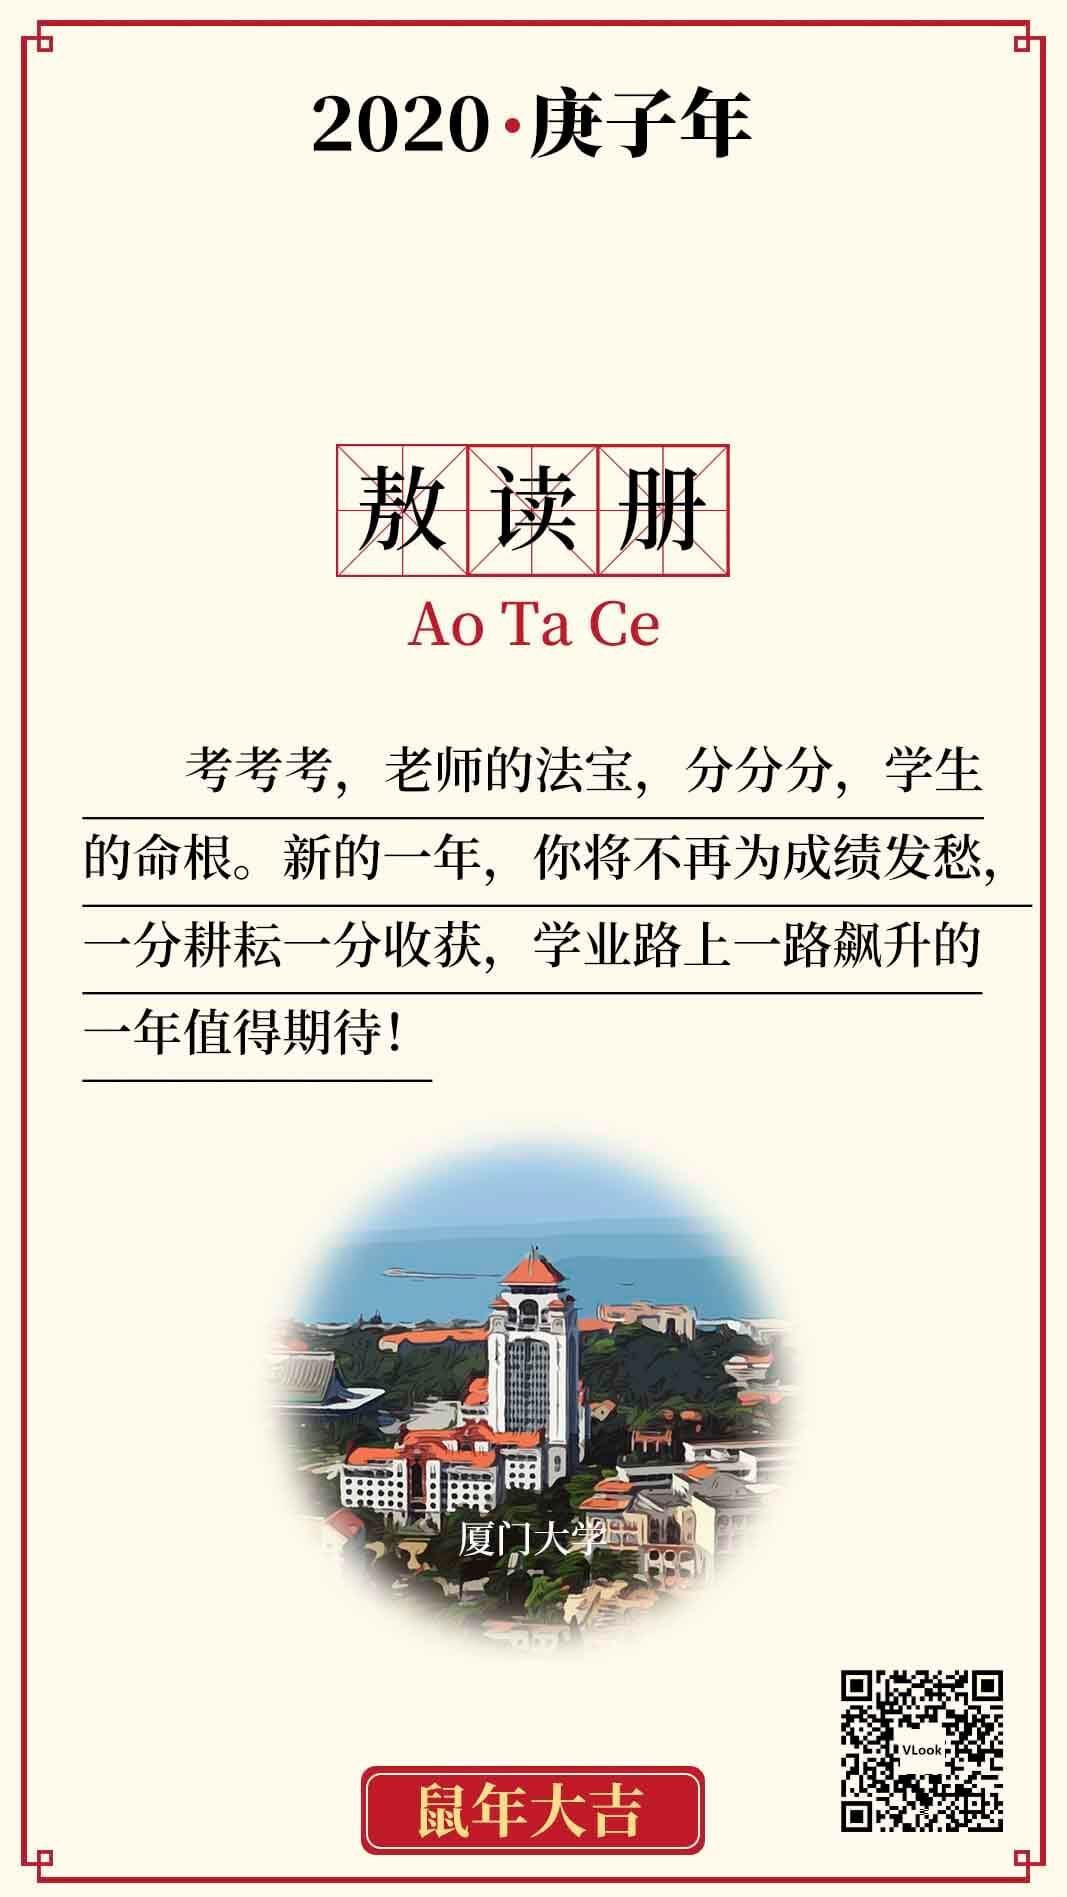 2020·庚子年
敖读册
Ao Ta Ce
考考考，老师的法宝，分分分，学生
的命根。新的一年，你将不再为成绩发愁，
一分耕耘一分收获，学业路上一路飙升的
一年值得期待！
厦门大学
VLook
鼠年大吉